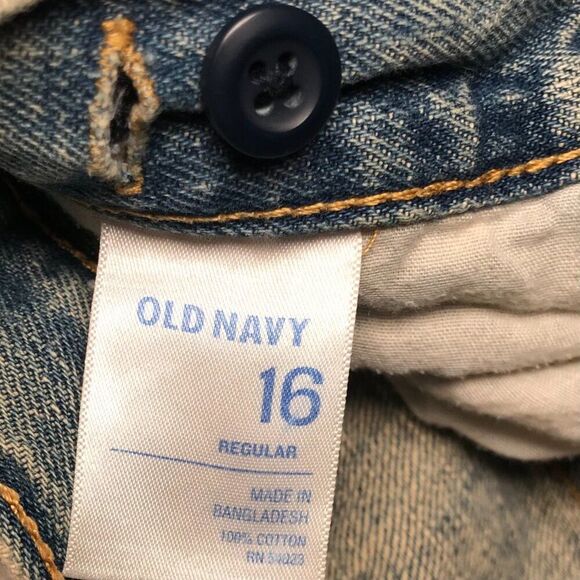 OLD NAVY
16
REGULAR
MADE IN
BANGLADESH
100% COTTON
RN 54023